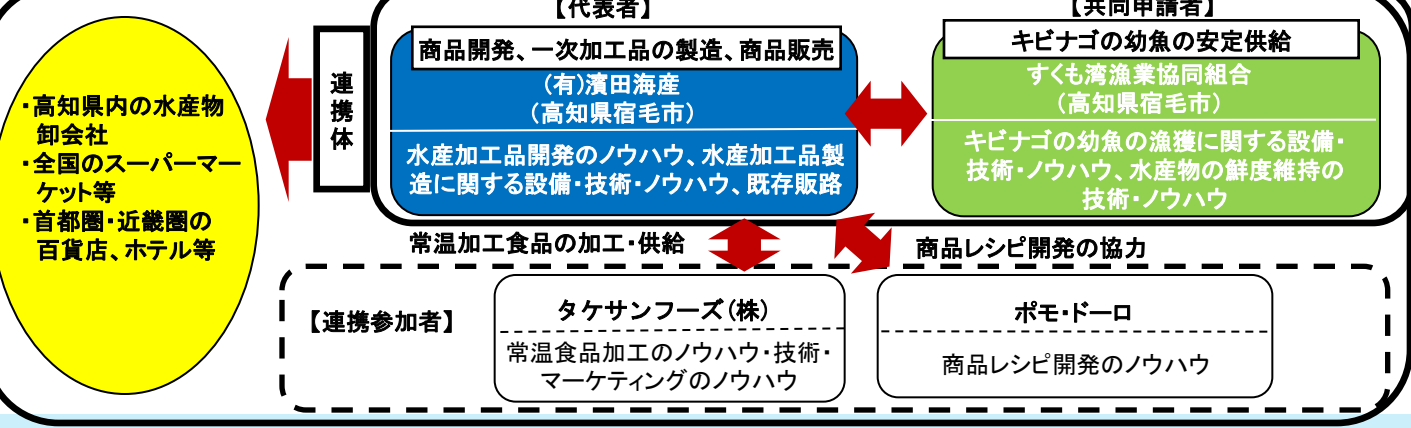 【代表者】
【共同申請者】
商品開発、一次加工品の製造、商品販売
(有)濱田海産
(高知県宿毛市)
水産加工品開発のノウハウ、水産加工品製
造に関する設備・技術・ノウハウ、既存販路
キビナゴの幼魚の安定供給
すくも湾漁業協同組合
(高知県宿毛市)
キビナゴの幼魚の漁獲に関する設備・
技術・ノウハウ、水産物の鮮度維持の
技術・ノウハウ
連
携
体
・高知県内の水産物
卸会社
・全国のスーパーマー
ケット等
・首都圏・近畿圏の
百貨店、ホテル等
常温加工食品の加工・供給
商品レシピ開発の協力
【連携参加者】
タケサンフーズ(株)
常温食品加工のノウハウ・技術・
マーケティングのノウハウ
ポモ・ドーロ
商品レシピ開発のノウハウ